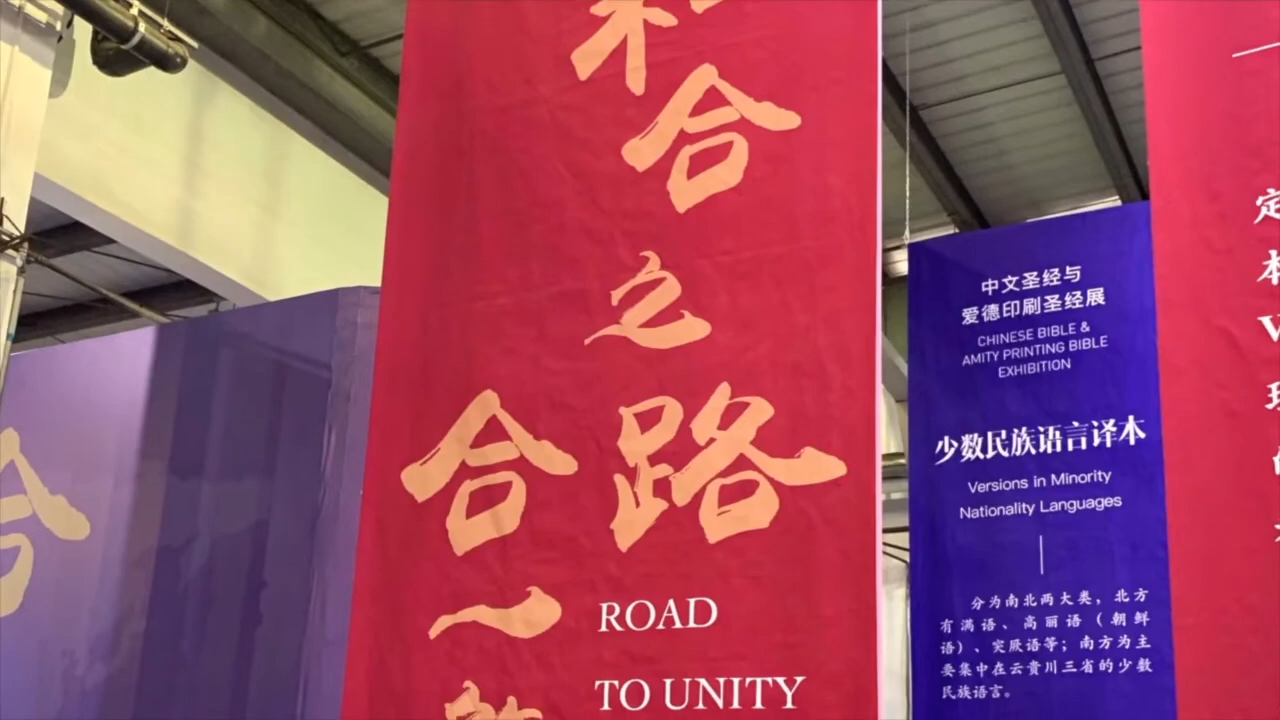 和合之路
合一
ROAD
TO UNITY
中文圣经与
爱德印刷圣经展
CHINESE BIBLE &
AMITY PRINTING BIBLE
EXHIBITION
少数民族语言译本
Versions in Minority
Nationality Languages
分为南北两大类，北方
有满语、高丽语（朝鲜
语）、突厥语等；南方为主
要集中在云贵川三省的少数
民族语言。
定
本